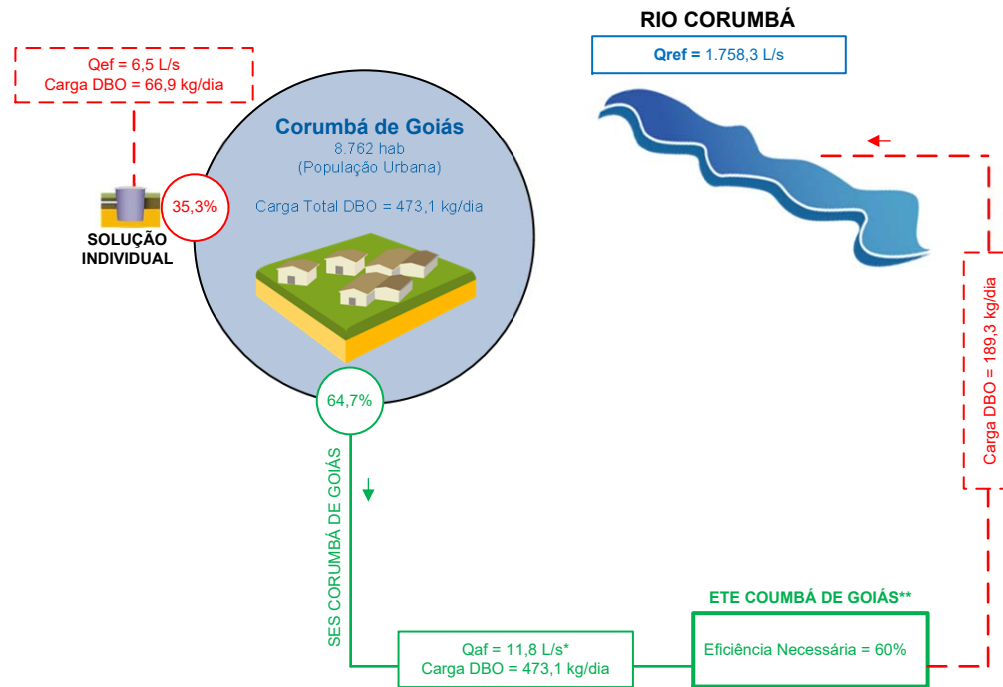 RIO CORUMBÁ
Qref = 1.758,3 L/s
Qef = 6,5 L/s
Carga DBO = 66,9 kg/dia
Corumbá de Goiás
8.762 hab
(População Urbana)
Carga Total DBO = 473,1 kg/dia
35,3%
SOLUÇÃO
INDIVIDUAL
64,7%
SES CORUMBÁ DE GOIÁS
Qaf = 11,8 L/s*
Carga DBO = 473,1 kg/dia
ETE COUMBÁ DE GOIÁS**
Eficiência Necessária = 60%
Carga DBO = 189,3 kg/dia